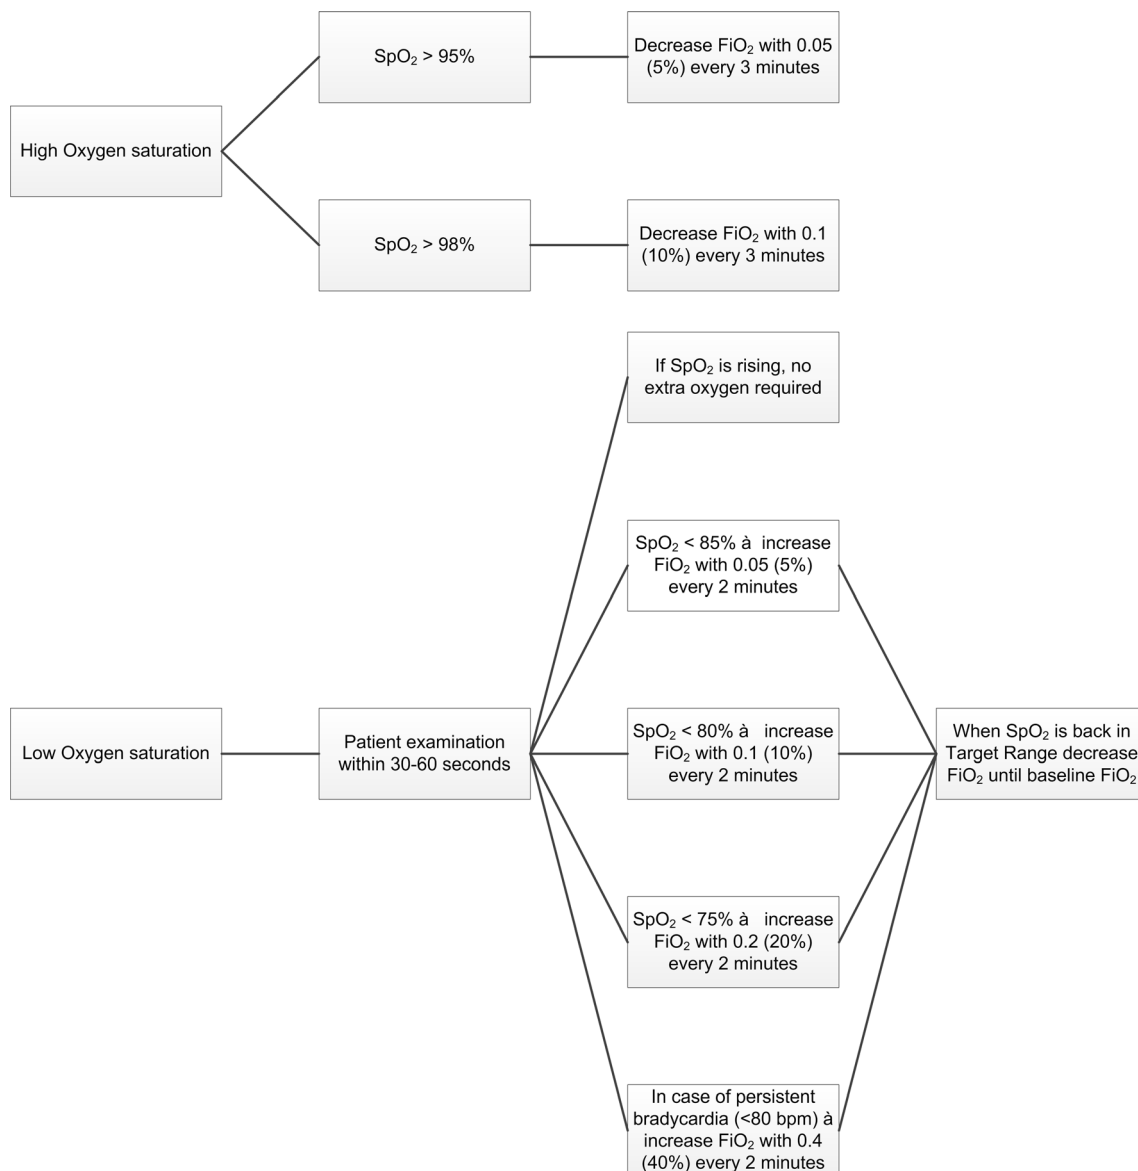 SpO₂ > 95%
Decrease FiO₂ with 0.05
(5%) every 3 minutes
High Oxygen saturation
SpO₂ > 98%
Decrease FiO₂ with 0.1
(10%) every 3 minutes
If SpO₂ is rising, no
extra oxygen required
SpO₂ < 85% à increase
FiO₂ with 0.05 (5%)
every 2 minutes
Low Oxygen saturation
Patient examination
within 30-60 seconds
SpO₂ < 80% à increase
FiO₂ with 0.1 (10%)
every 2 minutes
When SpO₂ is back in
Target Range decrease
FiO₂ until baseline FiO₂
SpO₂ < 75% à increase
FiO₂ with 0.2 (20%)
every 2 minutes
In case of persistent
bradycardia (<80 bpm) à
increase FiO₂ with 0.4
(40%) every 2 minutes